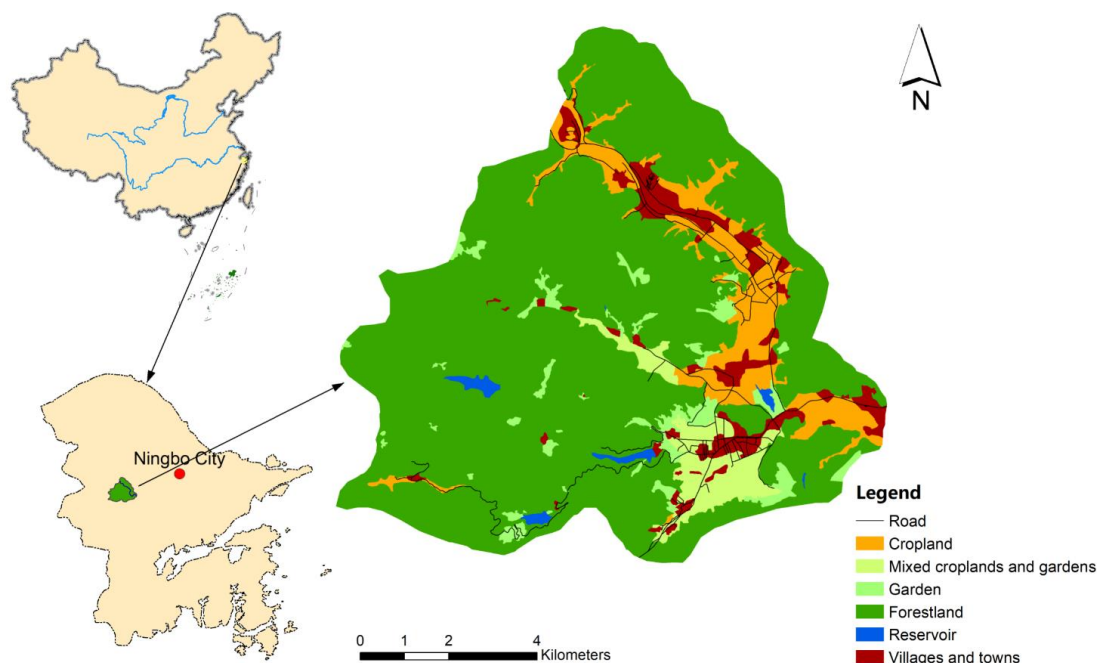 N
Ningbo City
Legend
Road
Cropland
Mixed croplands and gardens
Garden
Forestland
Reservoir
Villages and towns
0 1 2 4
Kilometers